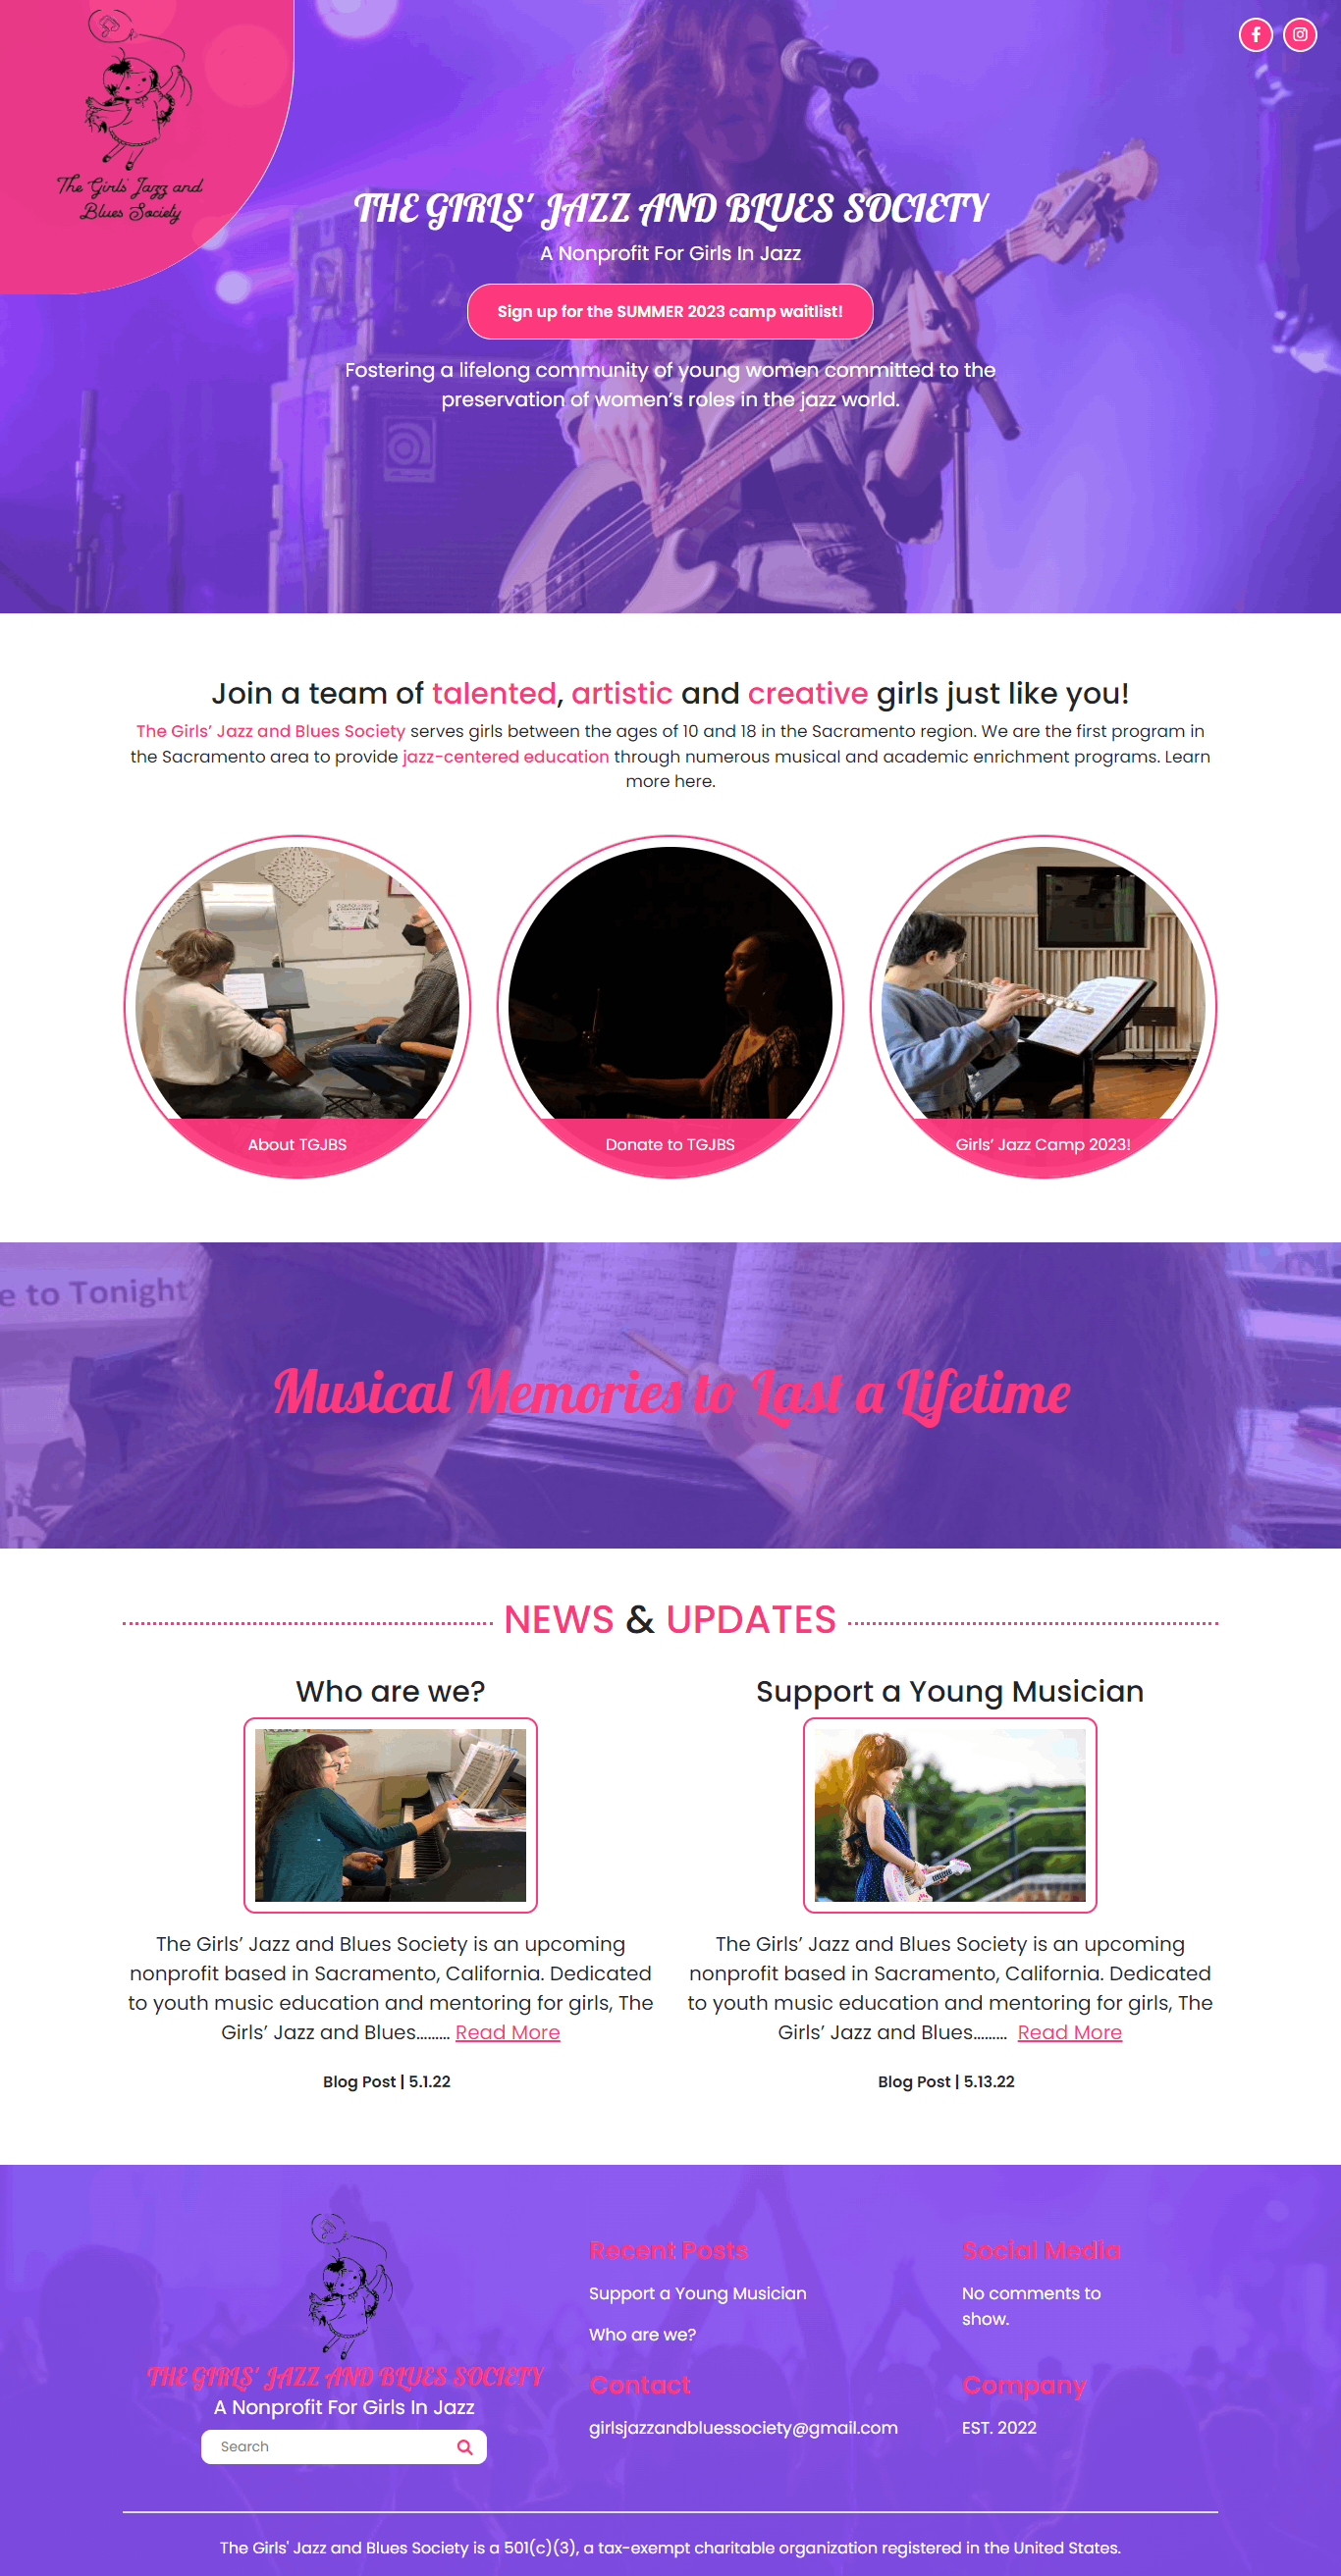 The Girls' Jazz and
Blues Society
THE GIRLS' JAZZ AND BLUES SOCIETY
A Nonprofit For Girls In Jazz
Sign up for the SUMMER 2023 camp waitlist!
Fostering a lifelong community of young women committed to the
preservation of women's roles in the jazz world.
Join a team of talented, artistic and creative girls just like you!
The Girls' Jazz and Blues Society serves girls between the ages of 10 and 18 in the Sacramento region. We are the first program in
the Sacramento area to provide jazz-centered education through numerous musical and academic enrichment programs. Learn
more here.
About TGJBS
Donate to TGJBS
Girls' Jazz Camp 2023!
e to Tonight
Musical Memories to Last a Lifetime
NEWS & UPDATES
Who are we?
The Girls' Jazz and Blues Society is an upcoming
nonprofit based in Sacramento, California. Dedicated
to youth music education and mentoring for girls, The
Girls' Jazz and Blues......... Read More
Blog Post | 5.1.22
Support a Young Musician
The Girls' Jazz and Blues Society is an upcoming
nonprofit based in Sacramento, California. Dedicated
to youth music education and mentoring for girls, The
Girls' Jazz and Blues......... Read More
Blog Post | 5.13.22
THE GIRLS' JAZZ AND BLUES SOCIETY
A Nonprofit For Girls In Jazz
Search
Recent Posts
Support a Young Musician
Who are we?
Contact
girlsjazzandbluessociety@gmail.com
Social Media
No comments to
show.
Company
EST. 2022
The Girls' Jazz and Blues Society is a 501(c)(3), a tax-exempt charitable organization registered in the United States.